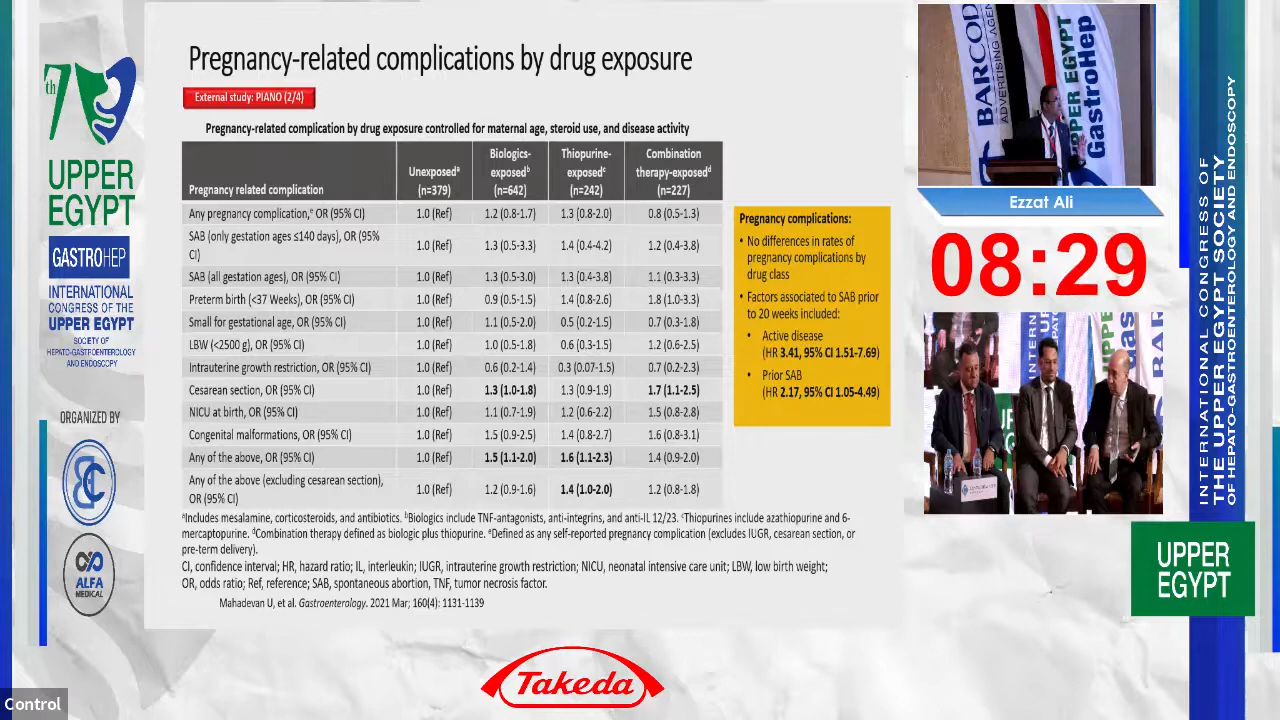 Pregnancy-related complications by drug exposure
External study: PIANO (2/4)
Pregnancy-related complication by drug exposure controlled for maternal age, steroid use, and disease activity
Pregnancy related complication
Unexposedᵃ
(n=379)
Biologics-
exposedᵇ
(n=642)
Thiopurine-
exposedᶜ
(n=242)
Combination
therapy-exposedᵈ
(n=227)
Any pregnancy complication,ᵉ OR (95% CI) 1.0 (Ref) 1.2 (0.8-1.7) 1.3 (0.8-2.0) 0.8 (0.5-1.3)
SAB (only gestation ages ≤140 days), OR (95%
CI) 1.0 (Ref) 1.3 (0.5-3.3) 1.4 (0.4-4.2) 1.2 (0.4-3.8)
SAB (all gestation ages), OR (95% CI) 1.0 (Ref) 1.3 (0.5-3.0) 1.3 (0.4-3.8) 1.1 (0.3-3.3)
Preterm birth (<37 Weeks), OR (95% CI) 1.0 (Ref) 0.9 (0.5-1.5) 1.4 (0.8-2.6) 1.8 (1.0-3.3)
Small for gestational age, OR (95% CI) 1.0 (Ref) 1.1 (0.5-2.0) 0.5 (0.2-1.5) 0.7 (0.3-1.8)
LBW (<2500 g), OR (95% CI) 1.0 (Ref) 1.0 (0.5-1.8) 0.6 (0.3-1.5) 1.2 (0.6-2.5)
Intrauterine growth restriction, OR (95% CI) 1.0 (Ref) 0.6 (0.2-1.4) 0.3 (0.07-1.5) 0.7 (0.2-2.3)
Cesarean section, OR (95% CI) 1.0 (Ref) 1.3 (1.0-1.8) 1.3 (0.9-1.9) 1.7 (1.1-2.5)
NICU at birth, OR (95% CI) 1.0 (Ref) 1.1 (0.7-1.9) 1.2 (0.6-2.2) 1.5 (0.8-2.8)
Congenital malformations, OR (95% CI) 1.0 (Ref) 1.5 (0.9-2.5) 1.4 (0.8-2.7) 1.6 (0.8-3.1)
Any of the above, OR (95% CI) 1.0 (Ref) 1.5 (1.1-2.0) 1.6 (1.1-2.3) 1.4 (0.9-2.0)
Any of the above (excluding cesarean section),
OR (95% CI) 1.0 (Ref) 1.2 (0.9-1.6) 1.4 (1.0-2.0) 1.2 (0.8-1.8)
ᵃIncludes mesalamine, corticosteroids, and antibiotics. ᵇBiologics include TNF-antagonists, anti-integrins, and anti-IL 12/23. ᶜThiopurines include azathiopurine and 6-
mercaptopurine. ᵈCombination therapy defined as biologic plus thiopurine. ᵉDefined as any self-reported pregnancy complication (excludes IUGR, cesarean section, or
pre-term delivery).
CI, confidence interval; HR, hazard ratio; IL, interleukin; IUGR, intrauterine growth restriction; NICU, neonatal intensive care unit; LBW, low birth weight;
OR, odds ratio; Ref, reference; SAB, spontaneous abortion, TNF, tumor necrosis factor.
Mahadevan U, et al. Gastroenterology. 2021 Mar; 160(4): 1131-1139
Pregnancy complications:
• No differences in rates of
pregnancy complications by
drug class
• Factors associated to SAB prior
to 20 weeks included:
• Active disease
(HR 3.41, 95% CI 1.51-7.69)
• Prior SAB
(HR 2.17, 95% CI 1.05-4.49)
7th
UPPER
EGYPT
GASTROHEP
INTERNATIONAL
CONGRESS OF THE
UPPER EGYPT
SOCIETY OF
HEPATO-GASTROENTEROLOGY
AND ENDOSCOPY
ORGANIZED BY
ALFA
MEDICAL
Control
Takeda
BARCOD
ADVERTISING AGEN
UPPER EGYPT
GastroHep
Ezzat Ali
08:29
UPPER
EGYPT
INTERNATIONAL CONGRESS OF
THE UPPER EGYPT SOCIETY
OF HEPATO-GASTROENTEROLOGY AND ENDOSCOPY